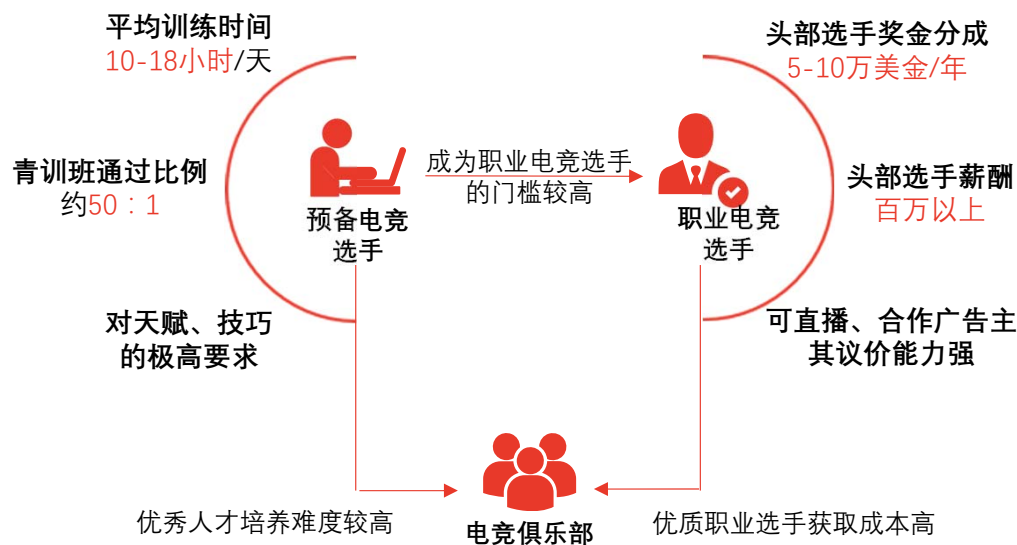 平均训练时间
10-18小时/天
青训班通过比例
约50：1
对天赋、技巧
的极高要求
预备电竞
选手
成为职业电竞选手
的门槛较高
职业电竞
选手
头部选手奖金分成
5-10万美金/年
头部选手薪酬
百万以上
可直播、合作广告主
其议价能力强
优秀人才培养难度较高
电竞俱乐部
优质职业选手获取成本高